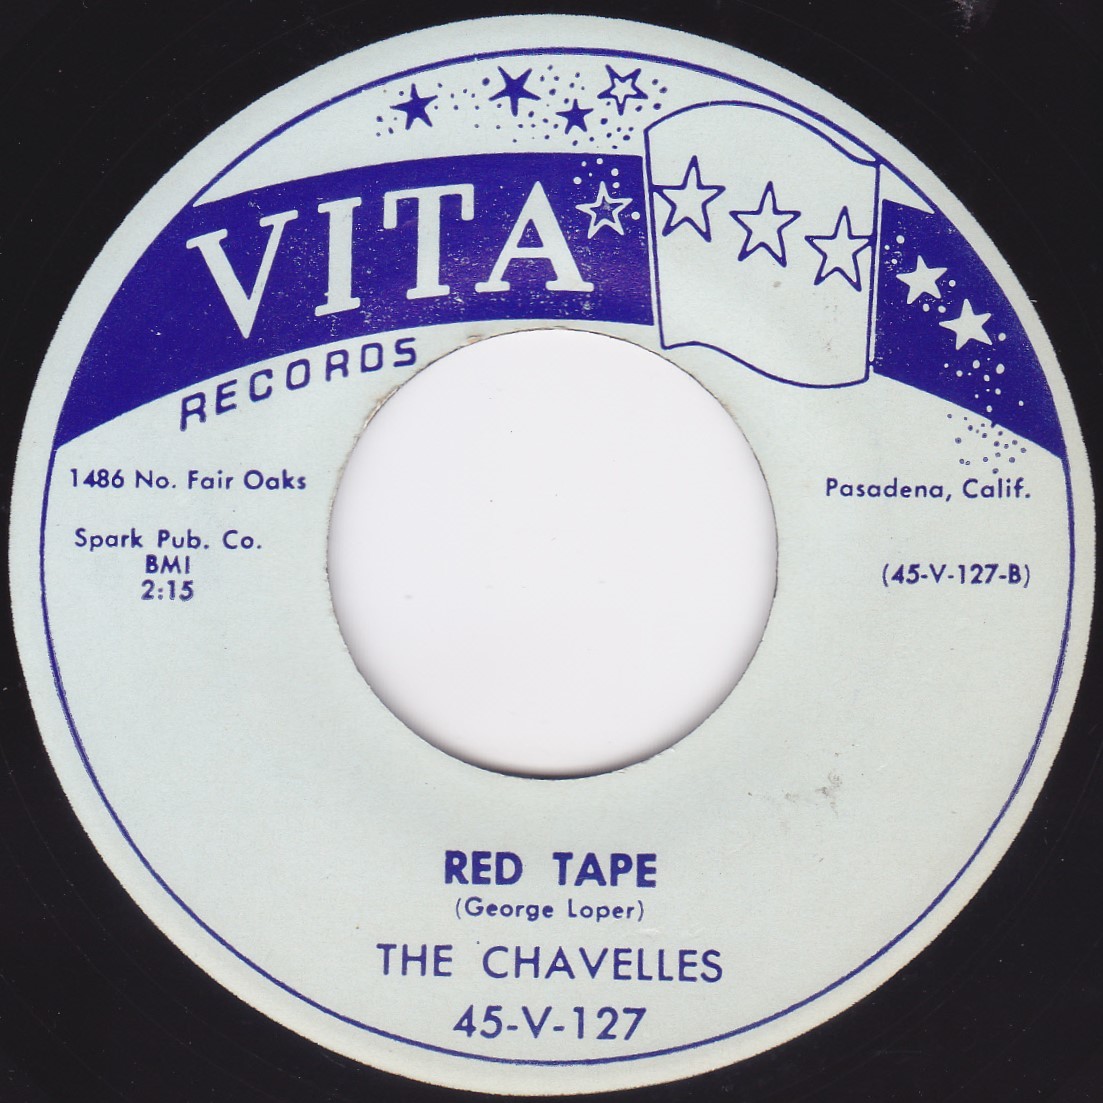 VITA
RECORDS
1486 No. Fair Oaks
Pasadena, Calif.
Spark Pub. Co.
BMI
2:15
(45-V-127-B)
RED TAPE
(George Loper)
THE CHAVELLES
45-V-127